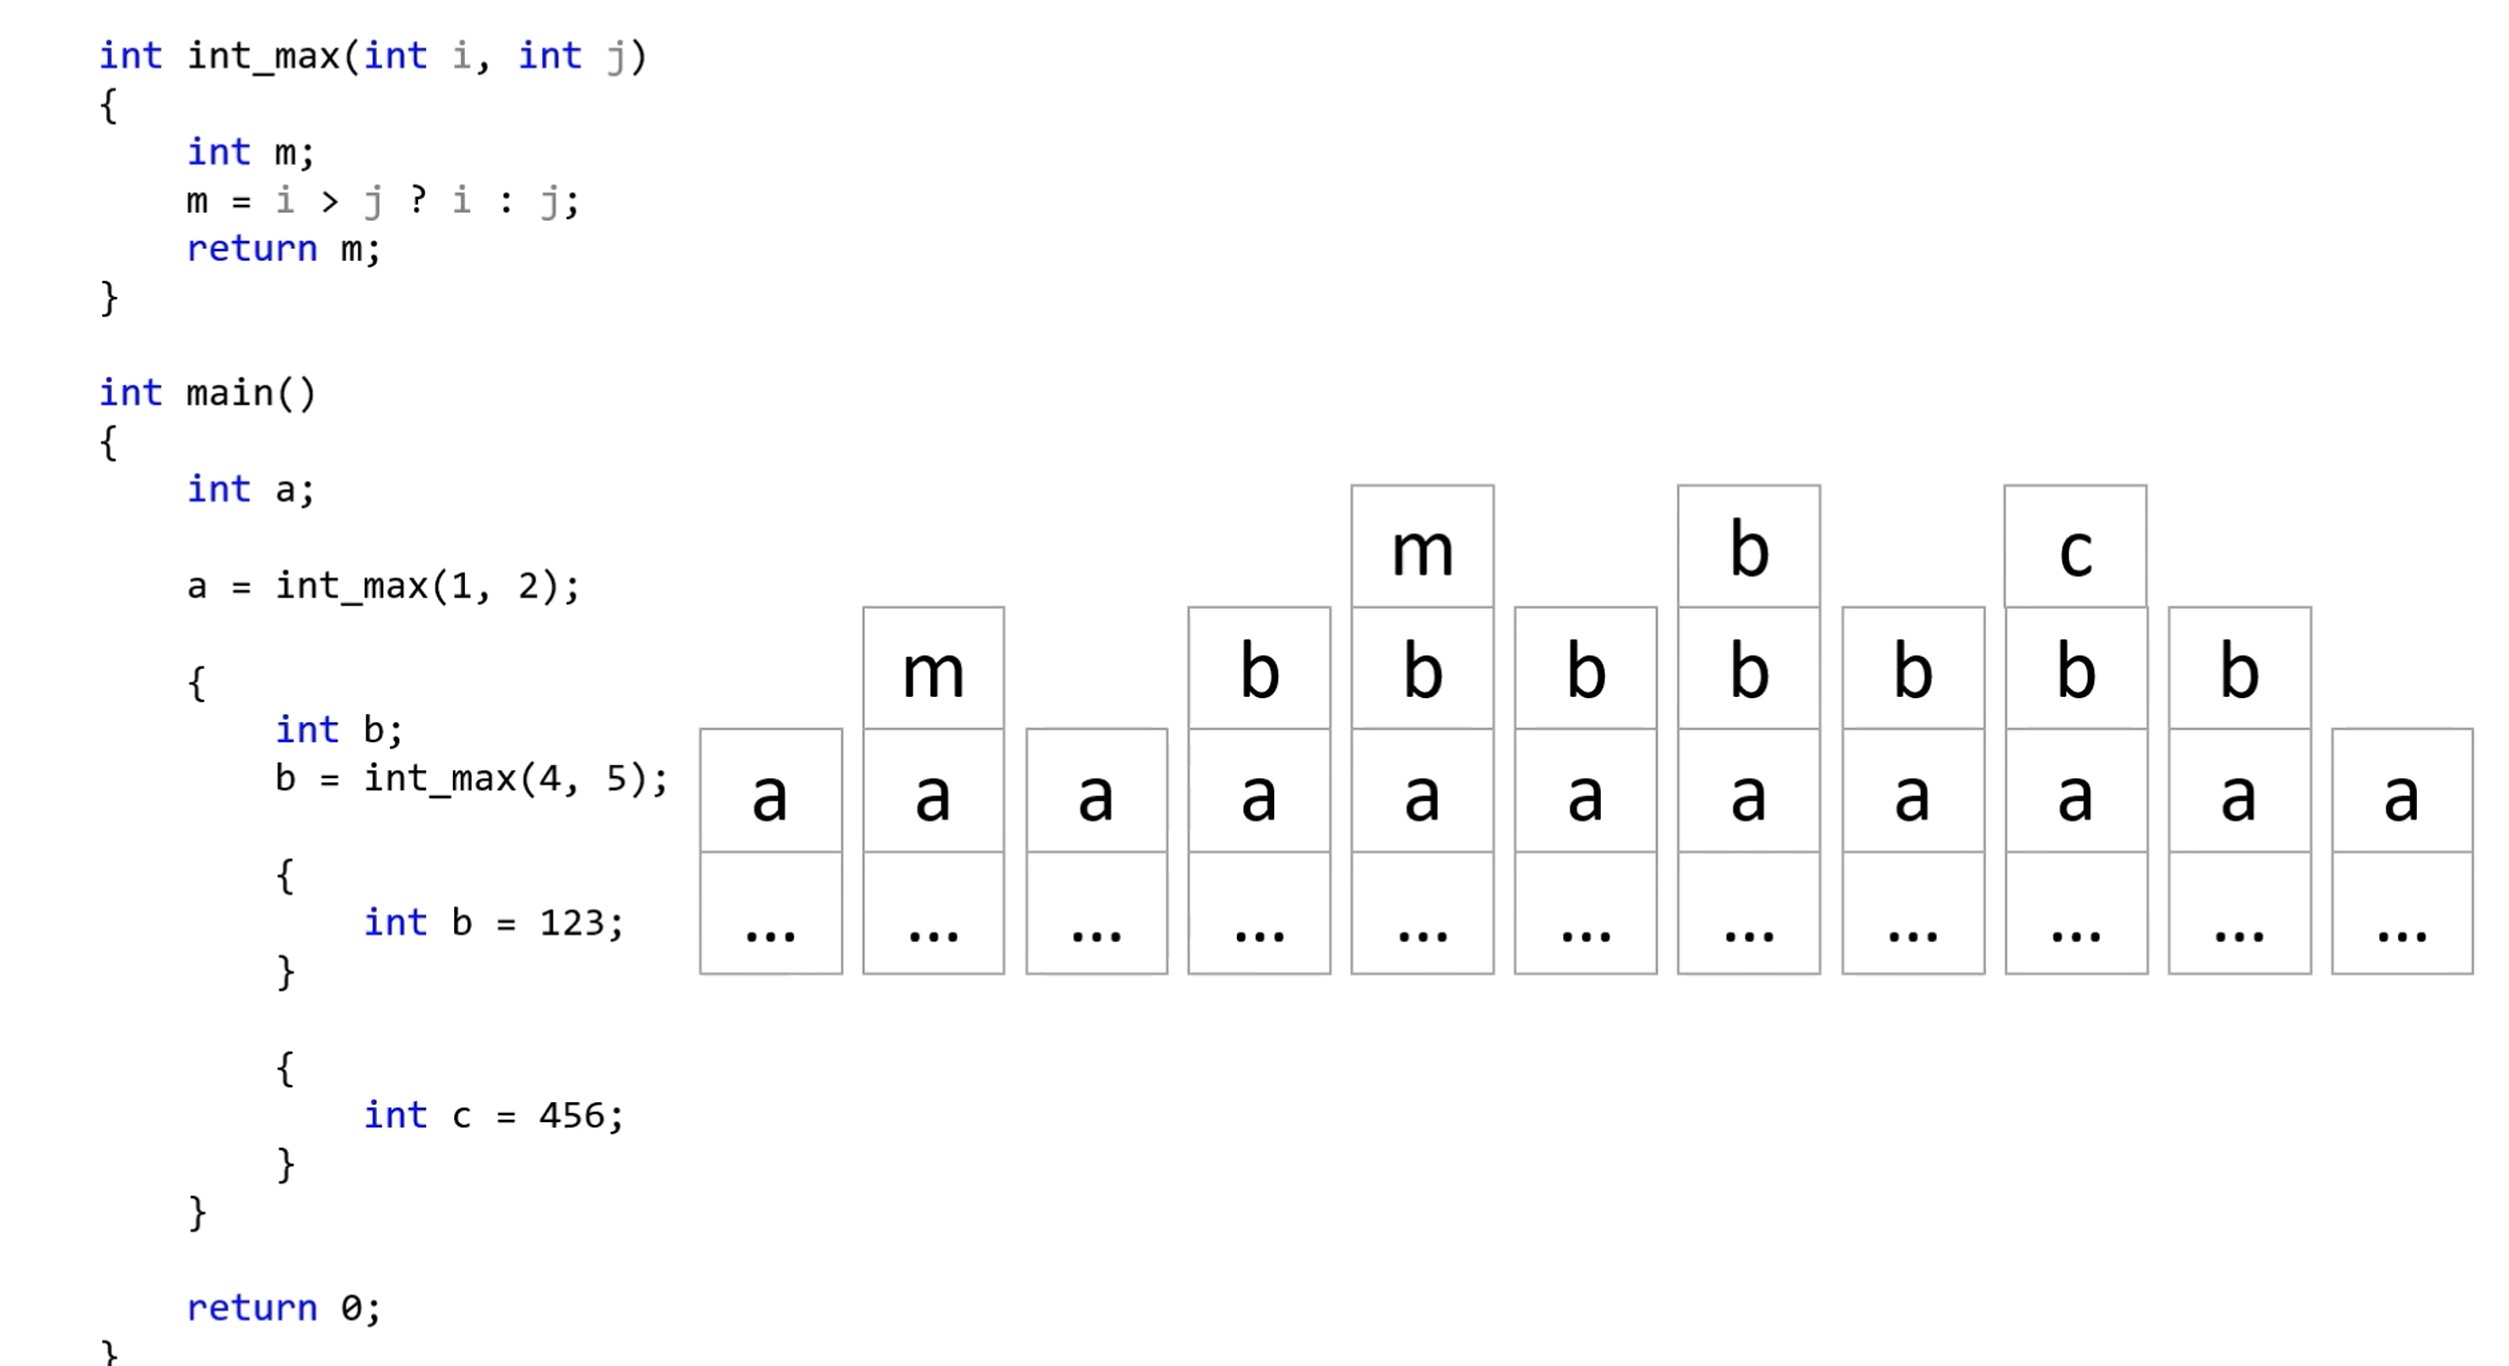 int int_max(int i, int j)
{
    int m;
    m = i > j ? i : j;
    return m;
}
int main()
{
    int a;
    a = int_max(1, 2);
    {
        int b;
        b = int_max(4, 5);
        {
            int b = 123;
        }
        {
            int c = 456;
        }
    }
    return 0;
}
m b c
m b b b b b b b
a a a a a a a a a a a
... ... ... ... ... ... ... ... ... ... ...